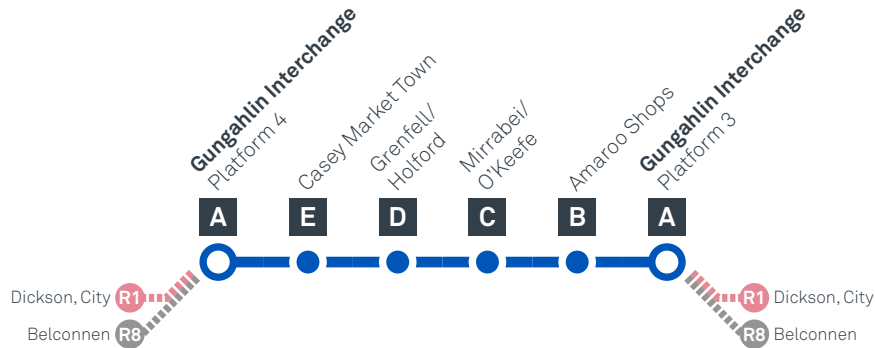 Gungahlin Interchange
Platform 4
Casey Market Town
Grenfell/
Holford
Mirrabei/
O'Keefe
Amaroo Shops
Gungahlin Interchange
Platform 3
A
E
D
C
B
A
Dickson, City R1
Belconnen R8
R1 Dickson, City
R8 Belconnen